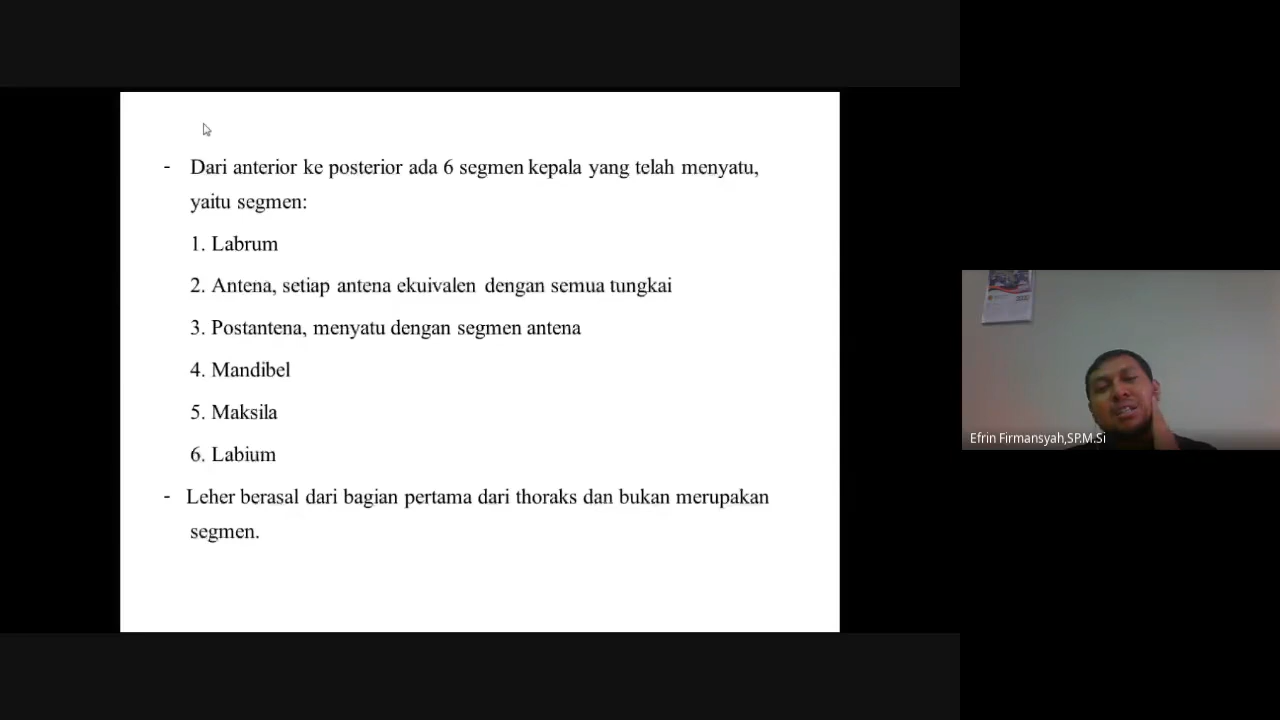 - Dari anterior ke posterior ada 6 segmen kepala yang telah menyatu,
yaitu segmen:
1. Labrum
2. Antena, setiap antena ekuivalen dengan semua tungkai
3. Postantena, menyatu dengan segmen antena
4. Mandibel
5. Maksila
6. Labium
- Leher berasal dari bagian pertama dari thoraks dan bukan merupakan
segmen.
Efrin Firmansyah,SP.M.Si